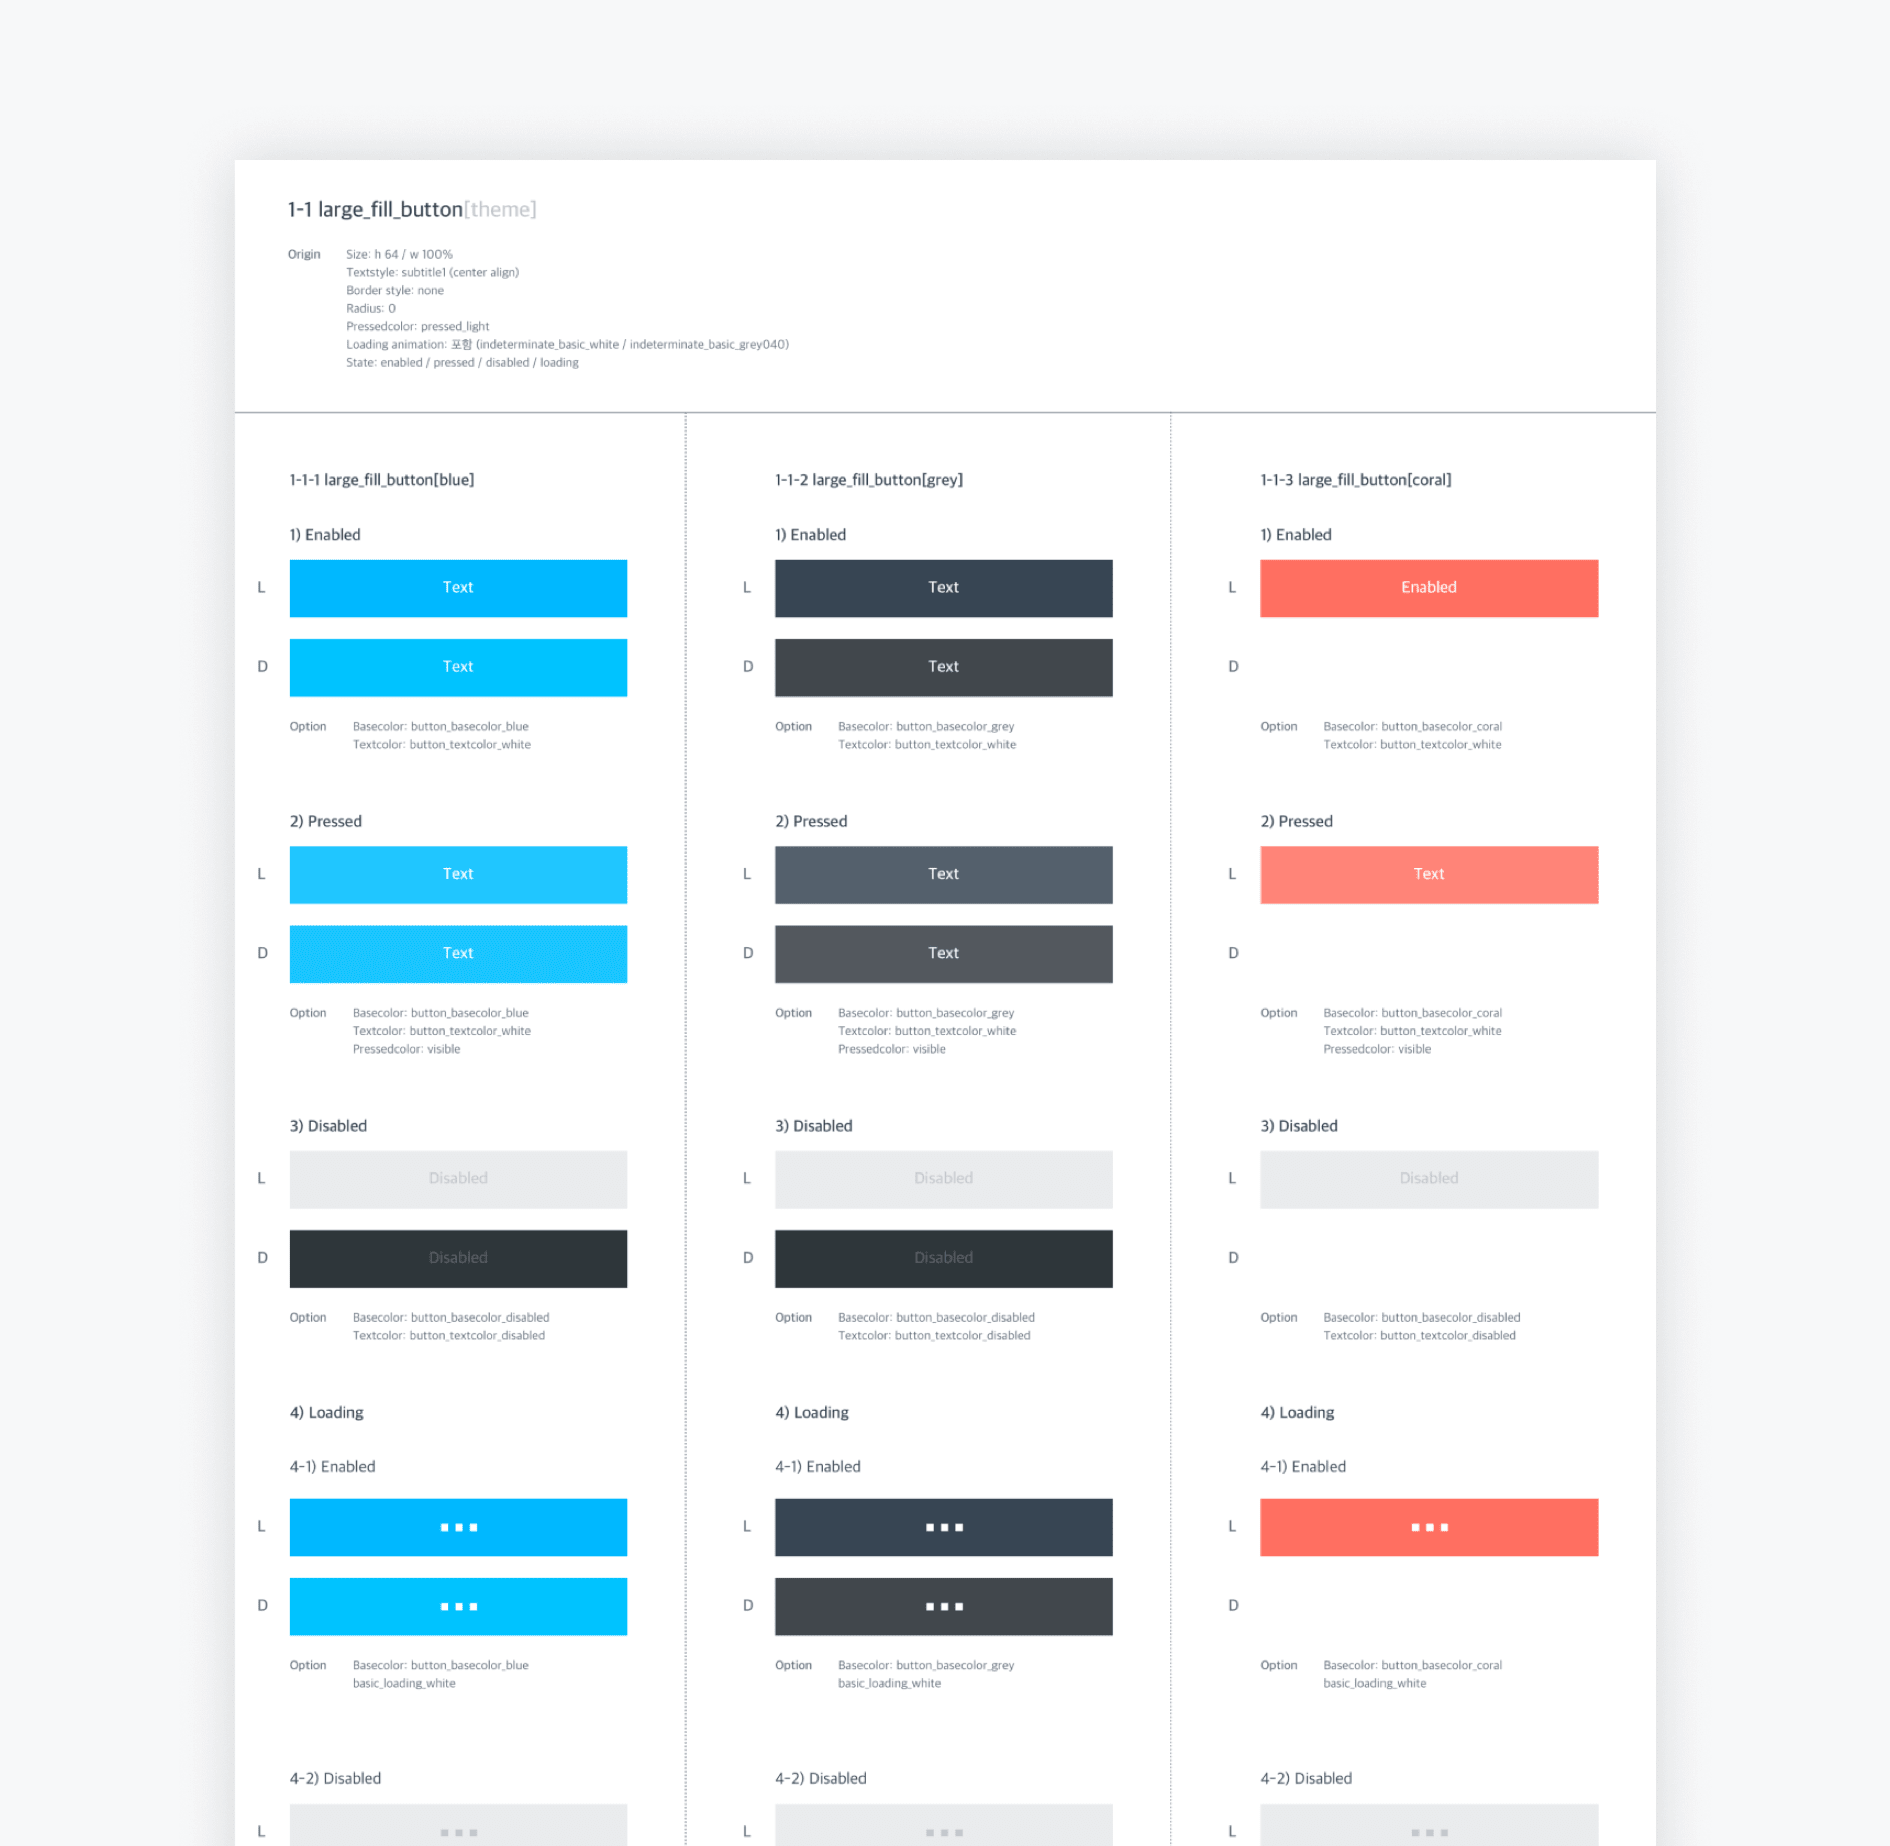 1-1 large_fill_button[theme]
Origin
Size: h 64 / w 100%
Textstyle: subtitle1 (center align)
Border style: none
Radius: 0
Pressedcolor: pressed_light
Loading animation: 포함 (indeterminate_basic_white / indeterminate_basic_grey040)
State: enabled / pressed / disabled / loading
1-1-1 large_fill_button[blue]
1) Enabled
L
Text
D
Text
Option
Basecolor: button_basecolor_blue
Textcolor: button_textcolor_white
2) Pressed
L
Text
D
Text
Option
Basecolor: button_basecolor_blue
Textcolor: button_textcolor_white
Pressedcolor: visible
3) Disabled
L
Disabled
D
Disabled
Option
Basecolor: button_basecolor_disabled
Textcolor: button_textcolor_disabled
4) Loading
4-1) Enabled
L
D
Option
Basecolor: button_basecolor_blue
basic_loading_white
4-2) Disabled
L
1-1-2 large_fill_button[grey]
1) Enabled
L
Text
D
Text
Option
Basecolor: button_basecolor_grey
Textcolor: button_textcolor_white
2) Pressed
L
Text
D
Text
Option
Basecolor: button_basecolor_grey
Textcolor: button_textcolor_white
Pressedcolor: visible
3) Disabled
L
Disabled
D
Disabled
Option
Basecolor: button_basecolor_disabled
Textcolor: button_textcolor_disabled
4) Loading
4-1) Enabled
L
D
Option
Basecolor: button_basecolor_grey
basic_loading_white
4-2) Disabled
L
1-1-3 large_fill_button[coral]
1) Enabled
L
Enabled
D
Option
Basecolor: button_basecolor_coral
Textcolor: button_textcolor_white
2) Pressed
L
Text
D
Option
Basecolor: button_basecolor_coral
Textcolor: button_textcolor_white
Pressedcolor: visible
3) Disabled
L
Disabled
D
Option
Basecolor: button_basecolor_disabled
Textcolor: button_textcolor_disabled
4) Loading
4-1) Enabled
L
D
Option
Basecolor: button_basecolor_coral
basic_loading_white
4-2) Disabled
L